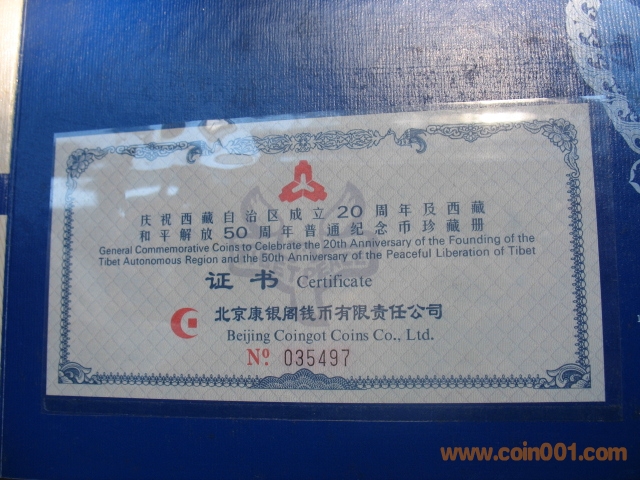 庆祝西藏自治区成立20周年及西藏
和平解放50周年普通纪念币珍藏册
General Commemorative Coins to Celebrate the 20th Anniversary of the Founding of the
Tibet Autonomous Region and the 50th Anniversary of the Peaceful Liberation of Tibet
证书 Certificate
北京康银阁钱币有限责任公司
Beijing Coingot Coins Co., Ltd.
Nº. 035497
www.coin001.com